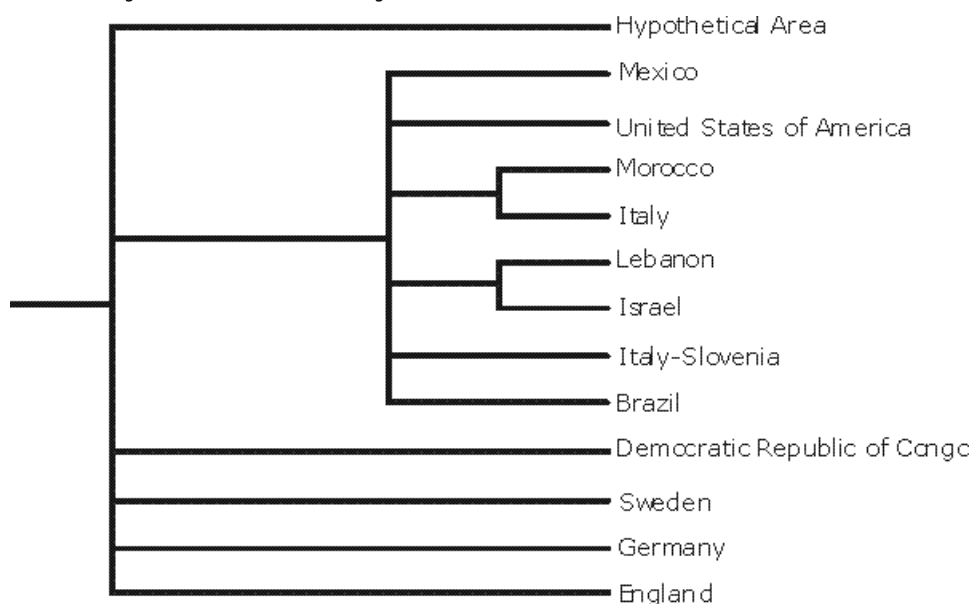 Hypothetical Area
Mexico
United States of America
Morocco
Italy
Lebanon
Israel
Italy-Slovenia
Brazil
Democratic Republic of Congo
Sweden
Germany
England